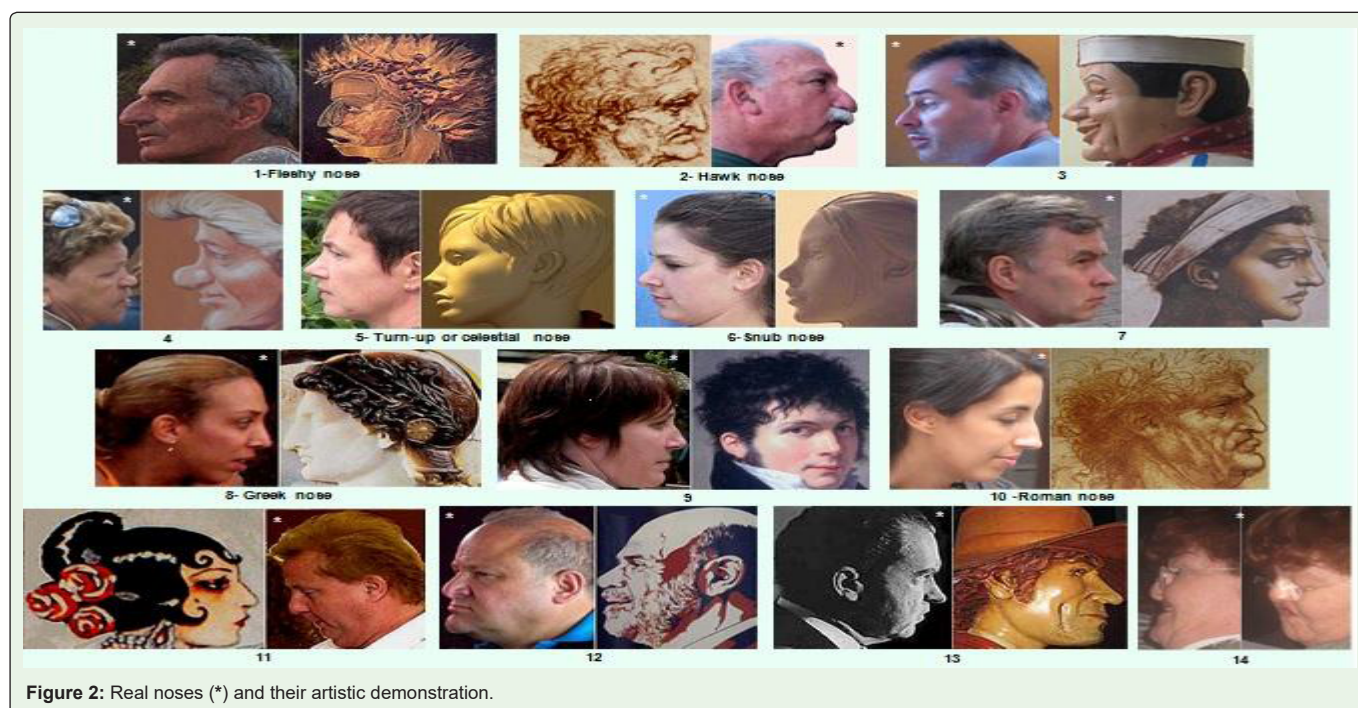 1-Fleshy nose
2- Hawk nose
3
4
5- Turn-up or celestial nose
6-Snub nose
7
8- Greek nose
9
10 -Roman nose
11
12
13
14
Figure 2: Real noses (*) and their artistic demonstration.